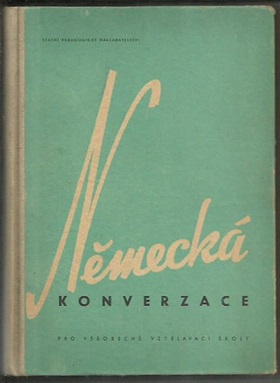 STÁTNÍ PEDAGOGICKÉ NAKLADATELSTVÍ
Německá
KONVERZACE
PRO VŠEOBECNĚ VZDĚLÁVACÍ ŠKOLY